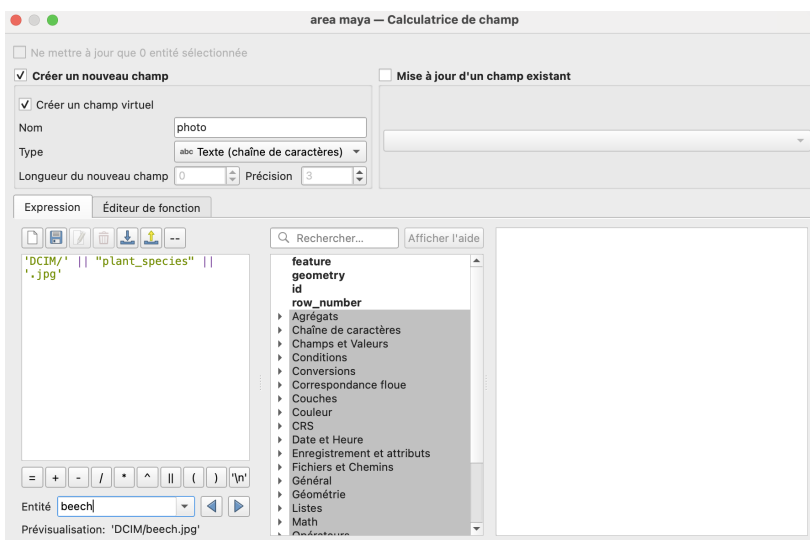 area maya — Calculatrice de champ
Ne mettre à jour que 0 entité sélectionnée
Créer un nouveau champ
Mise à jour d'un champ existant
Créer un champ virtuel
Nom photo
Type abc Texte (chaîne de caractères)
Longueur du nouveau champ 0 Précision 3
Expression Éditeur de fonction
--
Rechercher... Afficher l'aide
'DCIM/' || "plant_species" ||
'.jpg'
feature
geometry
id
row_number
Agrégats
Chaîne de caractères
Champs et Valeurs
Conditions
Conversions
Correspondance floue
Couches
Couleur
CRS
Date et Heure
Enregistrement et attributs
Fichiers et Chemins
Général
Géométrie
Listes
Math
Opérateurs
= + - / * ^ || ( ) '\n'
Entité beech
Prévisualisation: 'DCIM/beech.jpg'